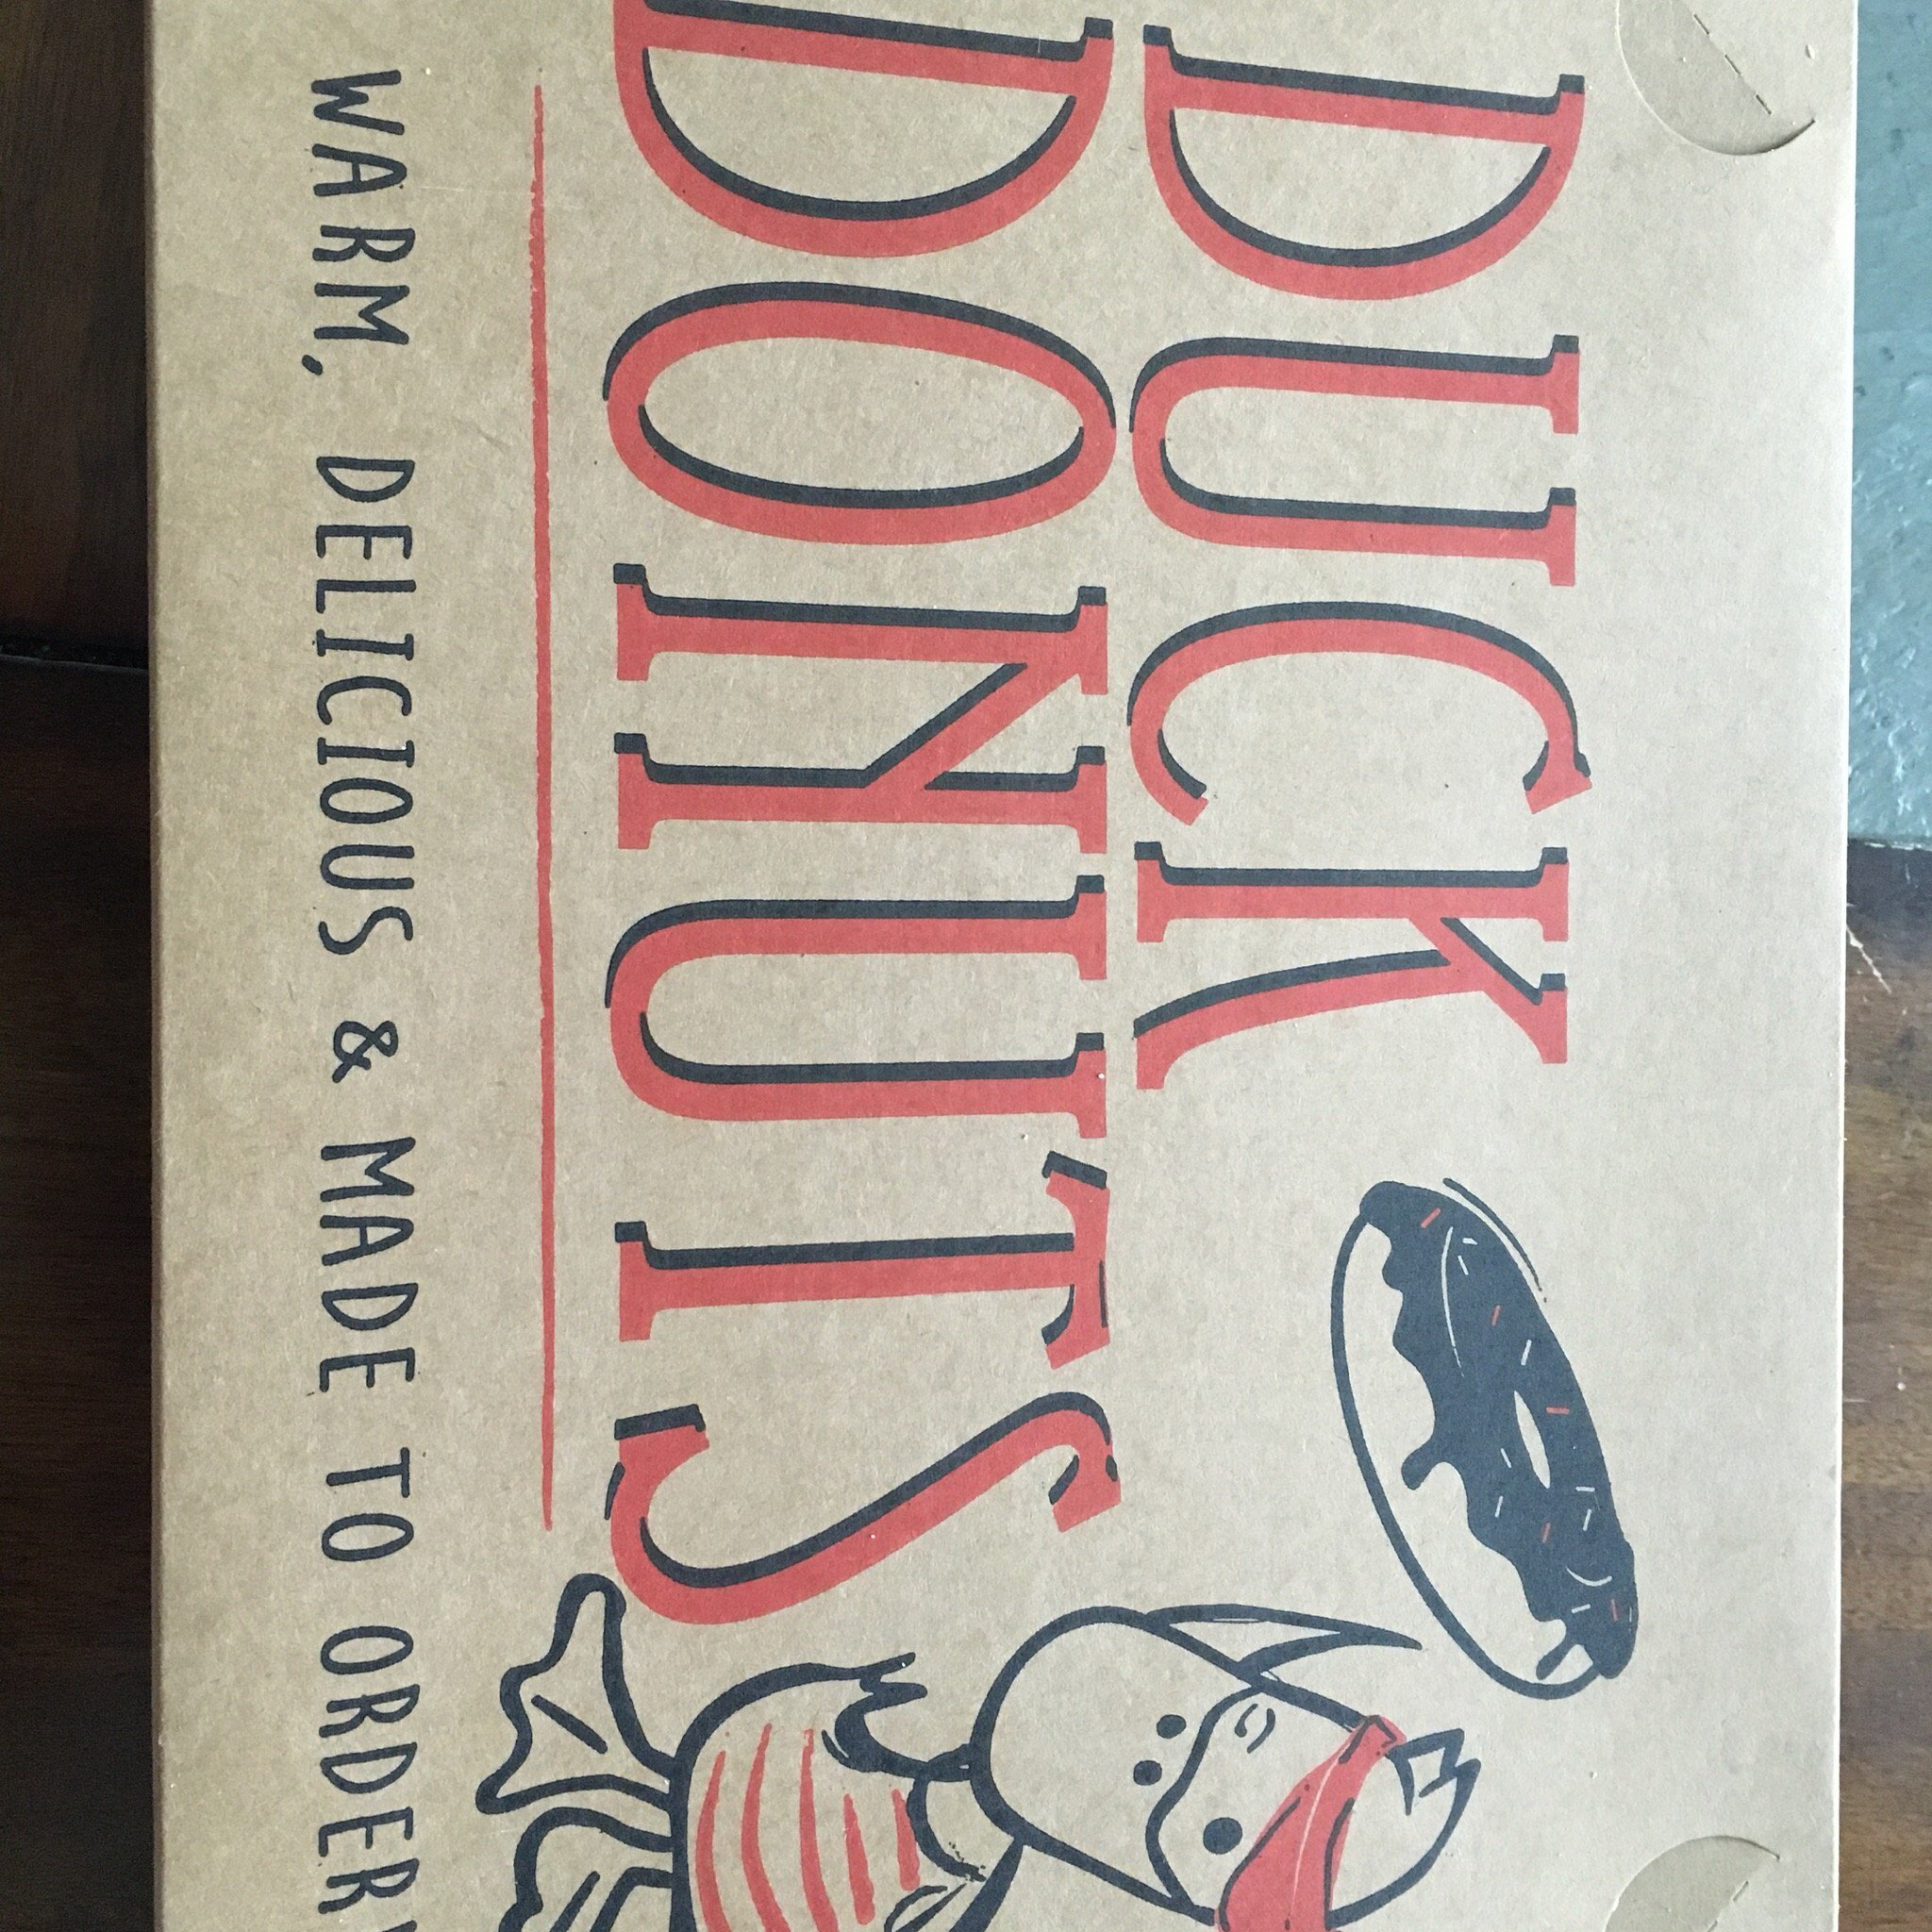 DUCK
DONUTS
WARM, DELICIOUS & MADE TO ORDER!